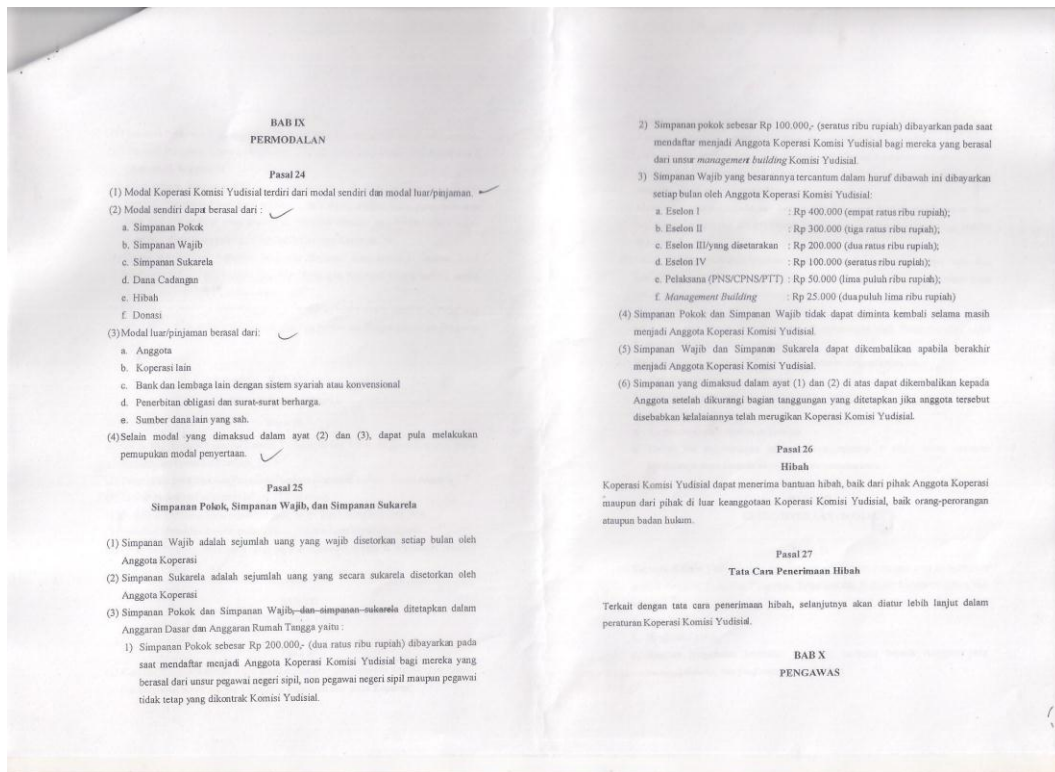 BAB IX
PERMODALAN
Pasal 24
(1) Modal Koperasi Komisi Yudisial terdiri dari modal sendiri dan modal luar/pinjaman.
(2) Modal sendiri dapat berasal dari :
a. Simpanan Pokok
b. Simpanan Wajib
c. Simpanan Sukarela
d. Dana Cadangan
e. Hibah
f. Donasi
(3) Modal luar/pinjaman berasal dari:
a. Anggota
b. Koperasi lain
c. Bank dan lembaga lain dengan sistem syariah atau konvensional
d. Penerbitan obligasi dan surat-surat berharga.
e. Sumber dana lain yang sah.
(4) Selain modal yang dimaksud dalam ayat (2) dan (3), dapat pula melakukan
pemupukan modal penyertaan.
Pasal 25
Simpanan Pokok, Simpanan Wajib, dan Simpanan Sukarela
(1) Simpanan Wajib adalah sejumlah uang yang wajib disetorkan setiap bulan oleh
Anggota Koperasi
(2) Simpanan Sukarela adalah sejumlah uang yang secara sukarela disetorkan oleh
Anggota Koperasi
(3) Simpanan Pokok dan Simpanan Wajib, dan simpanan sukarela ditetapkan dalam
Anggaran Dasar dan Anggaran Rumah Tangga yaitu :
1) Simpanan Pokok sebesar Rp 200.000,- (dua ratus ribu rupiah) dibayarkan pada
saat mendaftar menjadi Anggota Koperasi Komisi Yudisial bagi mereka yang
berasal dari unsur pegawai negeri sipil, non pegawai negeri sipil maupun pegawai
tidak tetap yang dikontrak Komisi Yudisial.
2) Simpanan pokok sebesar Rp 100.000,- (seratus ribu rupiah) dibayarkan pada saat
mendaftar menjadi Anggota Koperasi Komisi Yudisial bagi mereka yang berasal
dari unsur management building Komisi Yudisial.
3) Simpanan Wajib yang besarannya tercantum dalam huruf dibawah ini dibayarkan
setiap bulan oleh Anggota Koperasi Komisi Yudisial:
a. Eselon I : Rp 400.000 (empat ratus ribu rupiah);
b. Eselon II : Rp 300.000 (tiga ratus ribu rupiah);
c. Eselon III/yang disetarakan : Rp 200.000 (dua ratus ribu rupiah);
d. Eselon IV : Rp 100.000 (seratus ribu rupiah);
e. Pelaksana (PNS/CPNS/PTT) : Rp 50.000 (lima puluh ribu rupiah);
f. Management Building : Rp 25.000 (duapuluh lima ribu rupiah)
(4) Simpanan Pokok dan Simpanan Wajib tidak dapat diminta kembali selama masih
menjadi Anggota Koperasi Komisi Yudisial.
(5) Simpanan Wajib dan Simpanan Sukarela dapat dikembalikan apabila berakhir
menjadi Anggota Koperasi Komisi Yudisial.
(6) Simpanan yang dimaksud dalam ayat (1) dan (2) di atas dapat dikembalikan kepada
Anggota setelah dikurangi bagian tanggungan yang ditetapkan jika anggota tersebut
disebabkan kelalaiannya telah merugikan Koperasi Komisi Yudisial.
Pasal 26
Hibah
Koperasi Komisi Yudisial dapat menerima bantuan hibah, baik dari pihak Anggota Koperasi
maupun dari pihak di luar keanggotaan Koperasi Komisi Yudisial, baik orang-perorangan
ataupun badan hukum.
Pasal 27
Tata Cara Penerimaan Hibah
Terkait dengan tata cara penerimaan hibah, selanjutnya akan diatur lebih lanjut dalam
peraturan Koperasi Komisi Yudisial.
BAB X
PENGAWAS